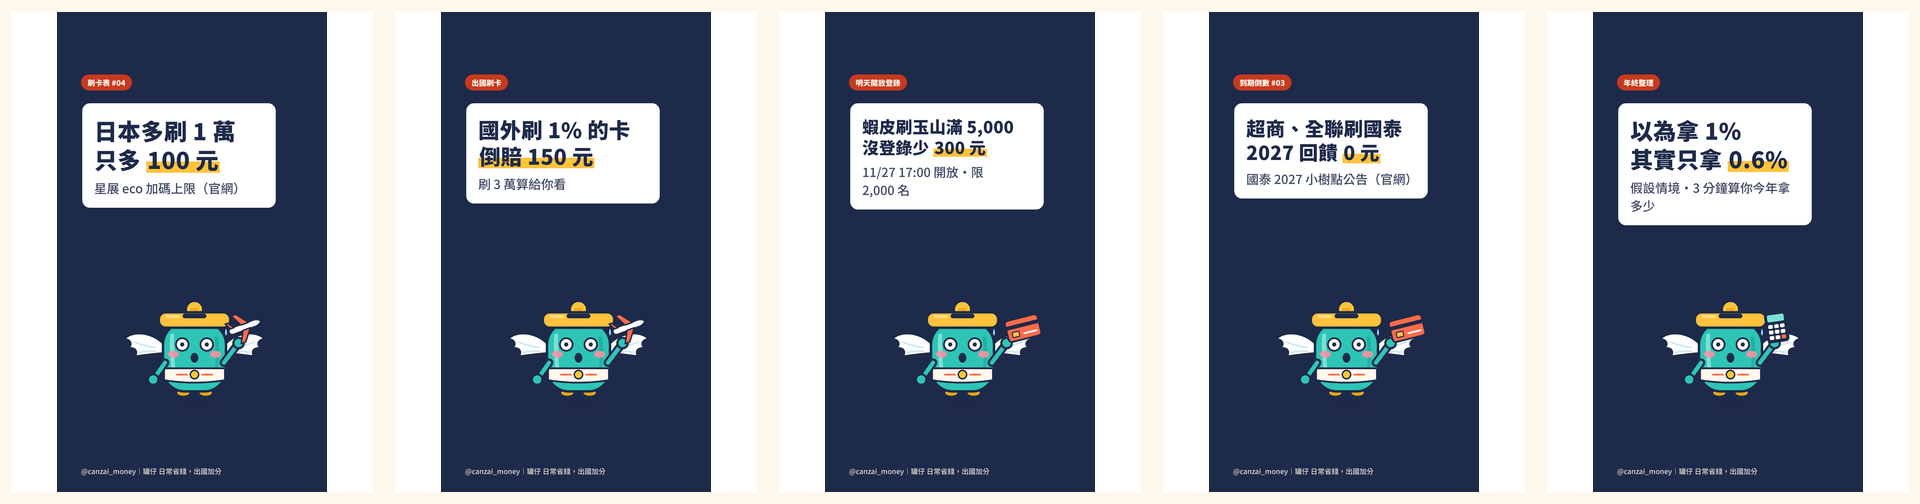 刷卡表 #04
日本多刷 1 萬
只多 100 元
星展 eco 加碼上限（官網）
@canzai_money｜罐仔 日常省錢，出國加分
出國刷卡
國外刷 1% 的卡
倒賠 150 元
刷 3 萬算給你看
@canzai_money｜罐仔 日常省錢，出國加分
明天開放登錄
蝦皮刷玉山滿 5,000
沒登錄少 300 元
11/27 17:00 開放・限
2,000 名
@canzai_money｜罐仔 日常省錢，出國加分
到期倒數 #03
超商、全聯刷國泰
2027 回饋 0 元
國泰 2027 小樹點公告（官網）
@canzai_money｜罐仔 日常省錢，出國加分
年終整理
以為拿 1%
其實只拿 0.6%
假設情境・3 分鐘算你今年拿
多少
@canzai_money｜罐仔 日常省錢，出國加分